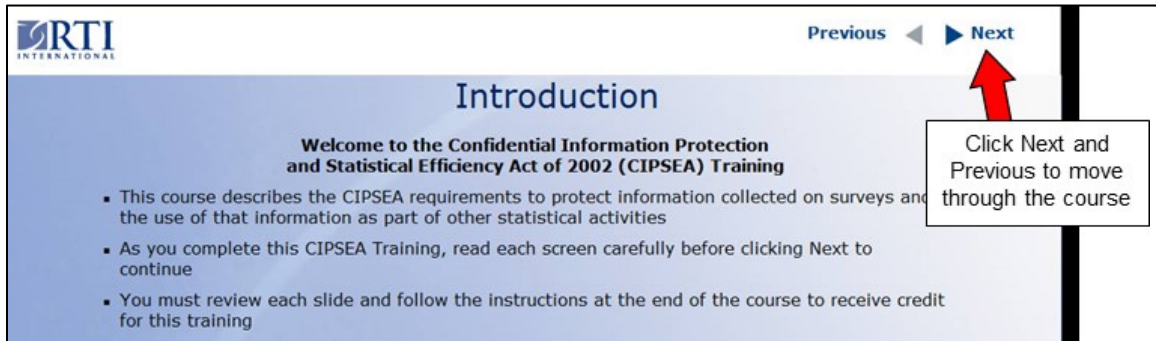 RTI
INTERNATIONAL
Previous Next
Introduction
Welcome to the Confidential Information Protection
and Statistical Efficiency Act of 2002 (CIPSEA) Training
▪ This course describes the CIPSEA requirements to protect information collected on surveys and
the use of that information as part of other statistical activities
▪ As you complete this CIPSEA Training, read each screen carefully before clicking Next to
continue
▪ You must review each slide and follow the instructions at the end of the course to receive credit
for this training
Click Next and
Previous to move
through the course